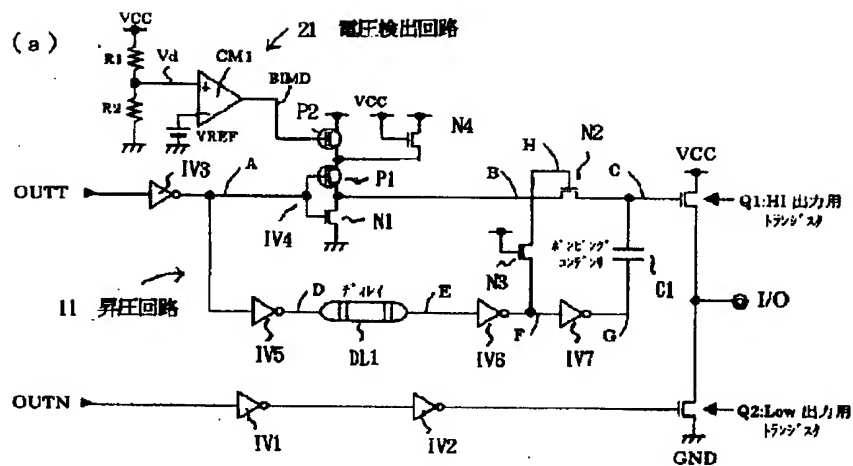 (a)
VCC
21 電圧検出回路
R1
Vd
CM1
BIMD
R2
VREF
P2
VCC
N4
IV3
A
P1
H
N2
B
C
VCC
OUTT
IV4
N1
Q1:HI 出力用
トランジスタ
N3
ポンピング
コンデンサ
C1
11 昇圧回路
D
ディレイ
E
IV5
DL1
IV6
F
IV7
G
I/O
OUTN
IV1
IV2
Q2:Low 出力用
トランジスタ
GND